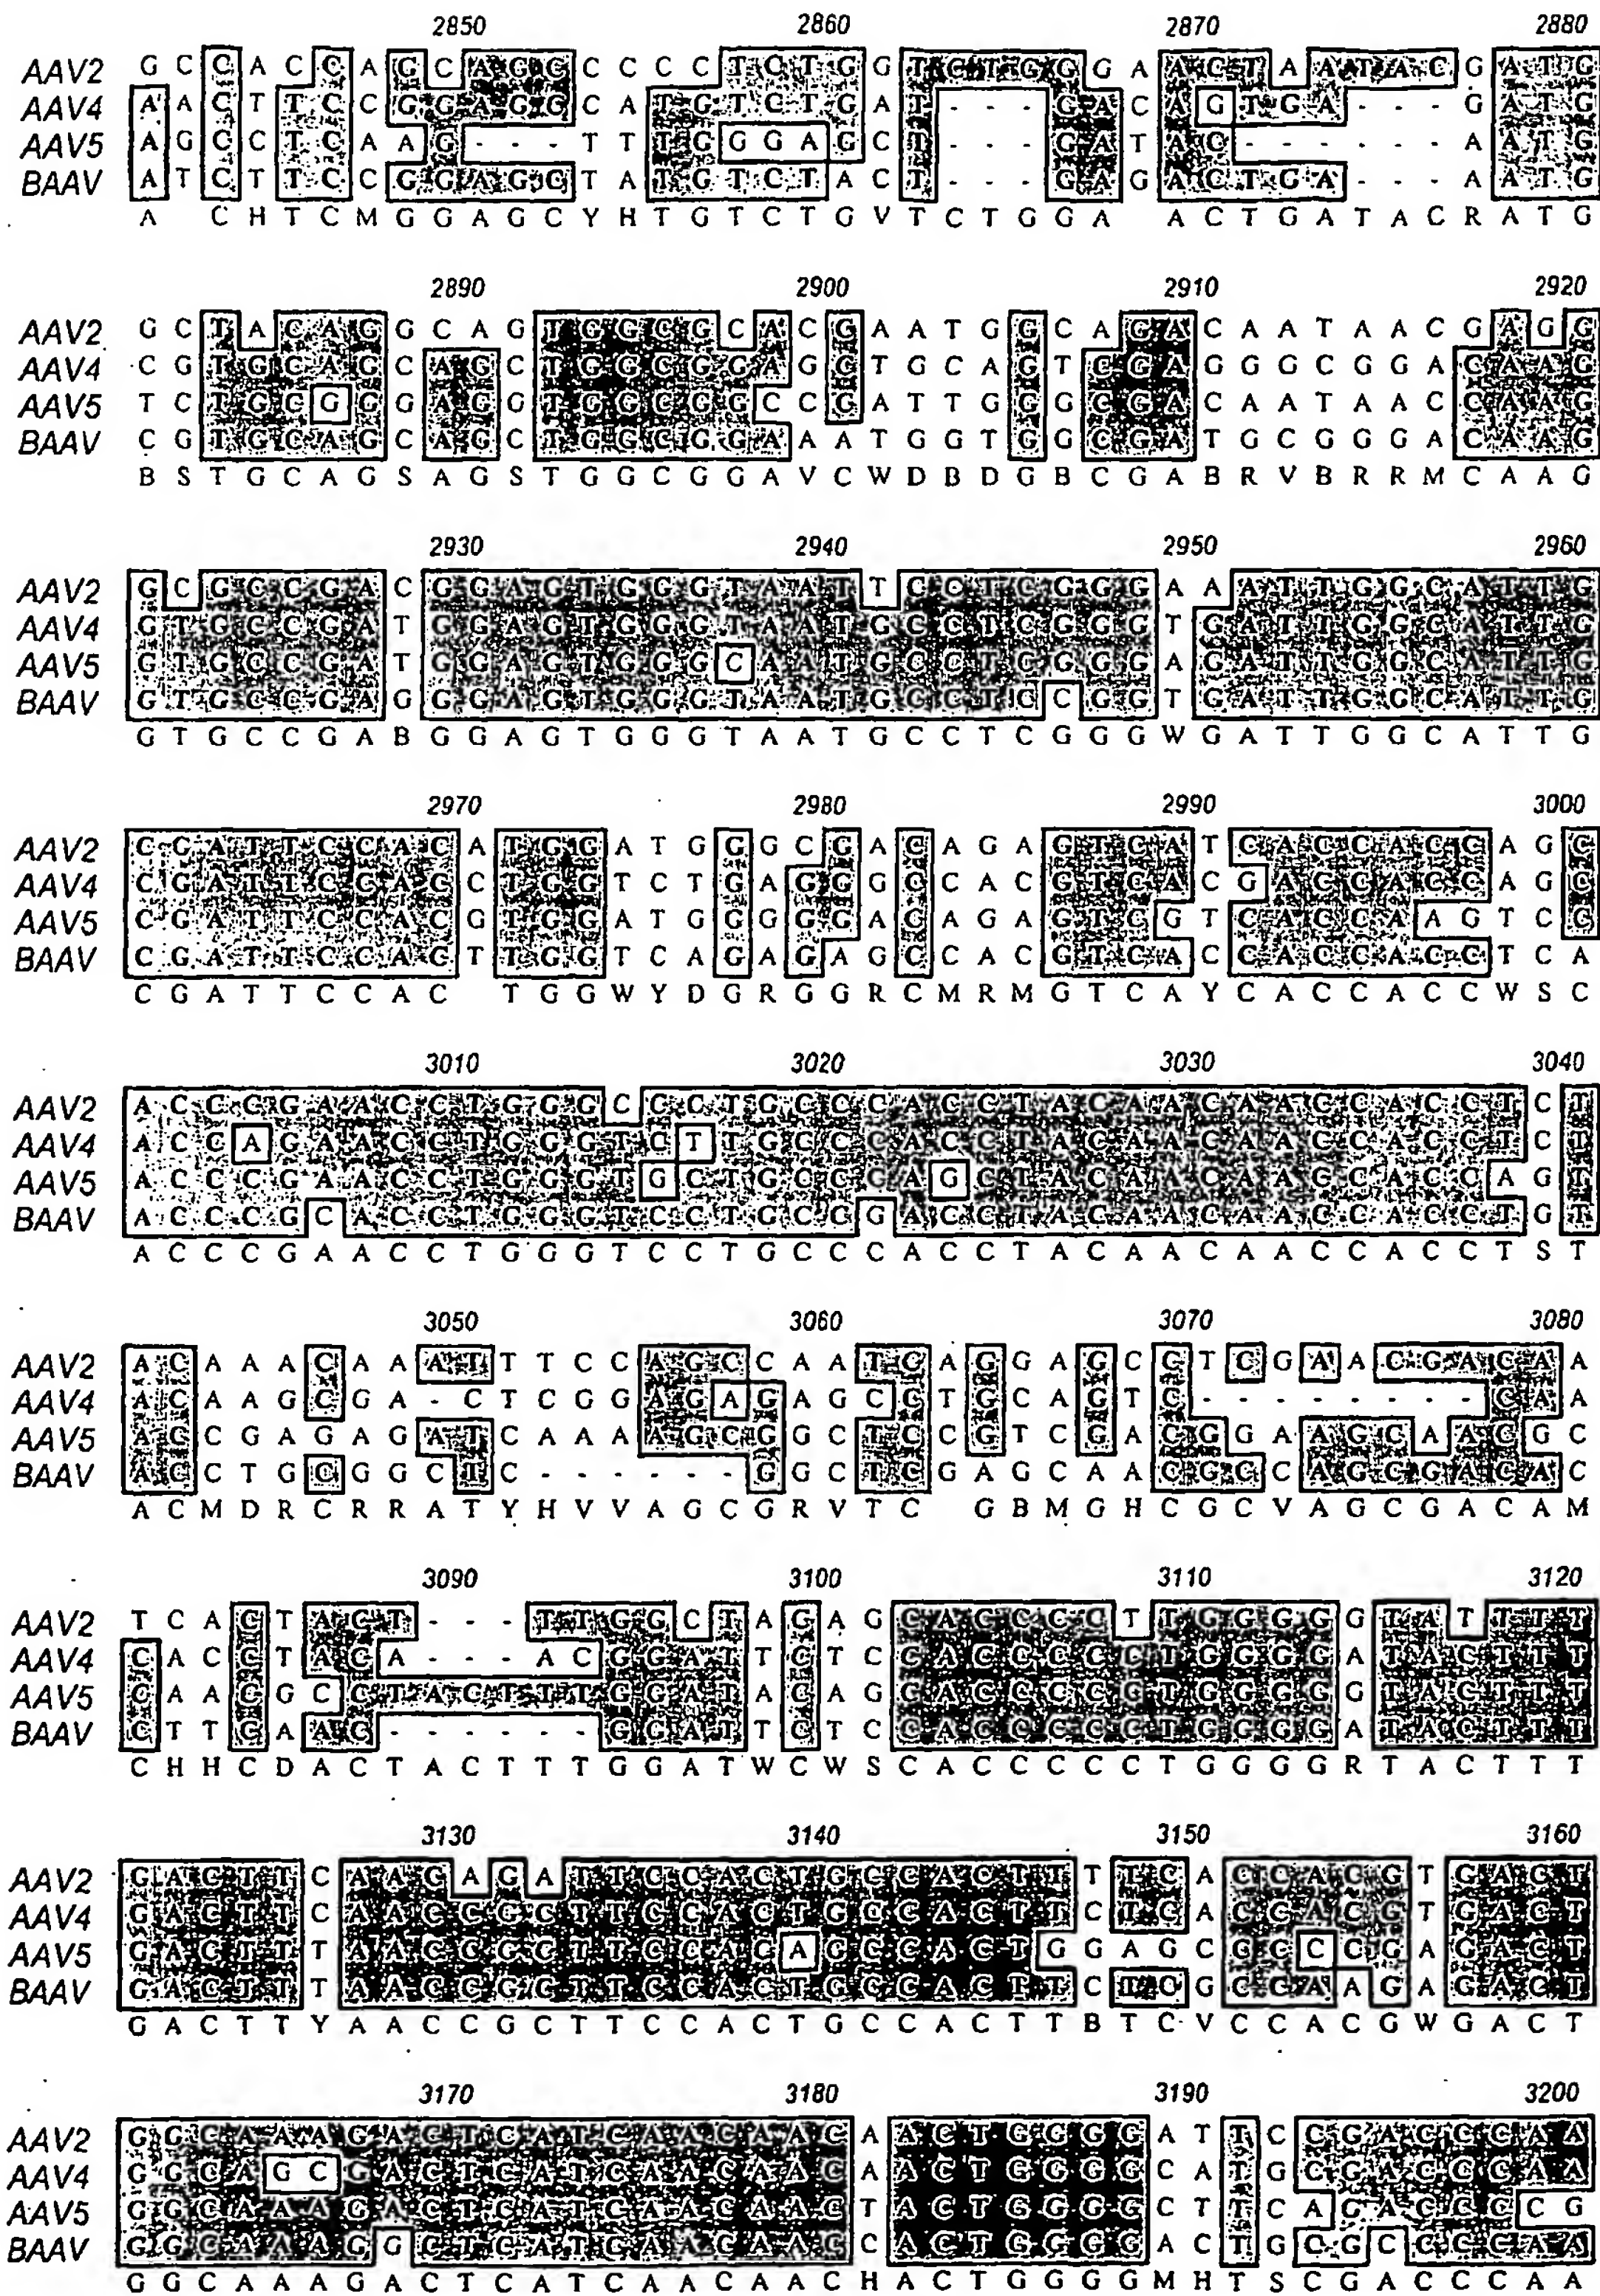 2850 2860 2870 2880
AAV2 G C C A C C A G C A G G C C C C T C T G G T C T G G G A A C T A A T A C G A T G
AAV4 A A C T T C C G G A G G C A T G T C T G A T - - - G A C A G T G A - - - G A T G
AAV5 A G C C T C A A G - - - T T T G G G A G C T - - - G A T A C - - - - - - A A T G
BAAV A T C T T C C G G A G C T A T G T C T A C T - - - G A G A C T G A - - - A A T G
A C H T C M G G A G C Y H T G T C T G V T C T G G A A C T G A T A C R A T G
2890 2900 2910 2920
AAV2 G C T A C A G G C A G T G G C G C A C C A A T G G C A G A C A A T A A C G A G G
AAV4 C G T G C A G C A G C T G G C G G A G C T G C A G T C G A G G G C G G A C A A G
AAV5 T C T G C G G G A G G T G G C G G C C C A T T G G G C G A C A A T A A C C A A G
BAAV C G T G C A G C A G C T G G C G G A A A T G G T G G C G A T G C G G G A C A A G
B S T G C A G S A G S T G G C G G A V C W D B D G B C G A B R V B R R M C A A G
2930 2940 2950 2960
AAV2 G C G C C G A C G G A G T G G G T A A T T C C T C G G G A A A T T G G C A T T G
AAV4 G T G C C G A T G G A G T G G G T A A T G C C T C G G G T G A T T G G C A T T G
AAV5 G T G C C G A T G G A G T G G G C A A T G C C T C G G G A G A T T G G C A T T G
BAAV G T G C C G A G G G A G T G G G T A A T G C C T C C G G T G A T T G G C A T T G
G T G C C G A B G G A G T G G G T A A T G C C T C G G G W G A T T G G C A T T G
2970 2980 2990 3000
AAV2 C G A T T C C A C A T G G A T G G G C G A C A G A G T C A T C A C C A C C A G C
AAV4 C G A T T C C A C C T G G T C T G A G G G C C A C G T C A C G A C C A C C A G C
AAV5 C G A T T C C A C G T G G A T G G G G G A C A G A G T C G T C A C C A A G T C C
BAAV C G A T T C C A C T T G G T C A G A G A G C C A C G T C A C C A C C A C C T C A
C G A T T C C A C T G G W Y D G R G G R C M R M G T C A Y C A C C A C C W S C
3010 3020 3030 3040
AAV2 A C C C G A A C C T G G G C C C T G C C C A C C T A C A A C A A C C A C C T C T
AAV4 A C C A G A A C C T G G G T C T T G C C C A C C T A C A A C A A C C A C C T C T
AAV5 A C C C G A A C C T G G G T G C T G C C C A G C T A C A A C A A C C A C C A G T
BAAV A C C C G C A C C T G G G T C C T G C C G A C C T A C A A C A A C C A C C T G T
A C C C G A A C C T G G G T C C T G C C C A C C T A C A A C A A C C A C C T S T
3050 3060 3070 3080
AAV2 A C A A A C A A A T T T C C A G C C A A T C A G G A G C C T C G A A C G A C A A
AAV4 A C A A G C G A - C T C G G A G A G A G C C T G C A G T C - - - - - - - - C A A
AAV5 A C C G A G A G A T C A A A A G C G G C T C C G T C G A C G G A A G C A A C G C
BAAV A C C T G C G G C T C - - - - - - G G C T C G A G C A A C G C C A G C G A C A C
A C M D R C R R A T Y H V V A G C G R V T C G B M G H C G C V A G C G A C A M
3090 3100 3110 3120
AAV2 T C A C T A C T - - - T T G G C T A C A G C A C C C C T T G G G G G T A T T T T
AAV4 C A C C T A C A - - - A C G G A T T C T C C A C C C C C T G G G G A T A C T T T
AAV5 C A A C G C C T A C T T T G G A T A C A G C A C C C C G T G G G G G T A C T T T
BAAV C T T C A A C - - - - - - G G A T T C T C C A C C C C C T G G G G A T A C T T T
C H H C D A C T A C T T T G G A T W C W S C A C C C C C T G G G G R T A C T T T
3130 3140 3150 3160
AAV2 G A C T T C A A C A G A T T C C A C T G C C A C T T T T C A C C A C G T G A C T
AAV4 G A C T T C A A C C G C T T C C A C T G C C A C T T C T C A C C A C G T G A C T
AAV5 G A C T T T A A C C G C T T C C A C A G C C A C T G G A G C C C C C G A G A C T
BAAV G A C T T T A A C C G C T T C C A C T G C C A C T T C T C G C C A A G A G A C T
G A C T T Y A A C C G C T T C C A C T G C C A C T T B T C V C C A C G W G A C T
3170 3180 3190 3200
AAV2 G G C A A A G A C T C A T C A A C A A C A A C T G G G G A T T C C G A C C C A A
AAV4 G G C A G C G A C T C A T C A A C A A C A A C T G G G G C A T G C G A C C C A A
AAV5 G G C A A A G A C T C A T C A A C A A C T A C T G G G G C T T C A G A C C C C G
BAAV G G C A A A G G C T C A T C A A C A A C C A C T G G G G A C T G C G C C C C A A
G G C A A A G A C T C A T C A A C A A C H A C T G G G G M H T S C G A C C C A A